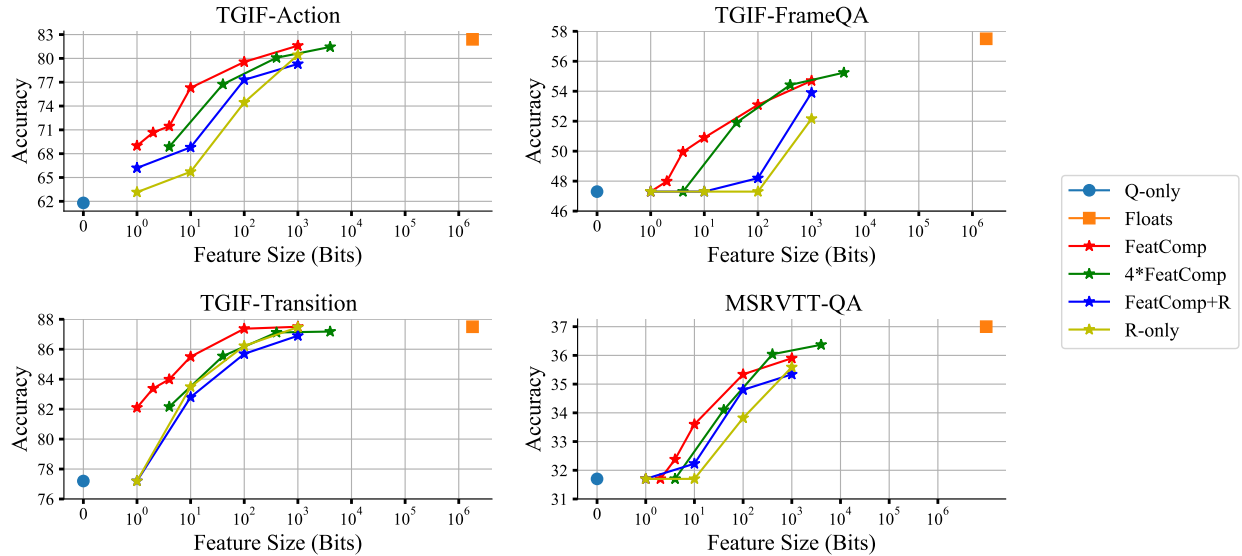 TGIF-Action
83
80
77
74
71
68
65
62
Accuracy
0 10^0 10^1 10^2 10^3 10^4 10^5 10^6
Feature Size (Bits)
TGIF-FrameQA
58
56
54
52
50
48
46
Accuracy
0 10^0 10^1 10^2 10^3 10^4 10^5 10^6
Feature Size (Bits)
TGIF-Transition
88
86
84
82
80
78
76
Accuracy
0 10^0 10^1 10^2 10^3 10^4 10^5 10^6
Feature Size (Bits)
MSRVTT-QA
37
36
35
34
33
32
31
Accuracy
0 10^0 10^1 10^2 10^3 10^4 10^5 10^6
Feature Size (Bits)
Q-only
Floats
FeatComp
4*FeatComp
FeatComp+R
R-only